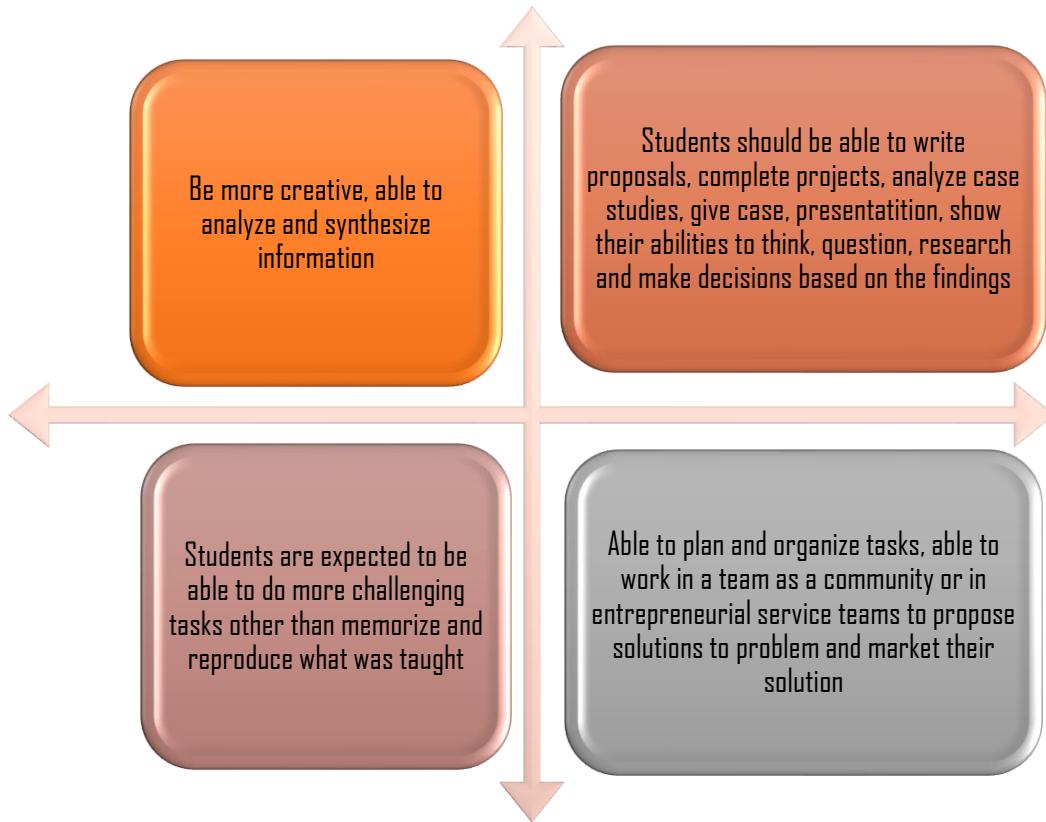 Be more creative, able to
analyze and synthesize
information
Students should be able to write
proposals, complete projects, analyze case
studies, give case, presentatition, show
their abilities to think, question, research
and make decisions based on the findings
Students are expected to be
able to do more challenging
tasks other than memorize and
reproduce what was taught
Able to plan and organize tasks, able to
work in a team as a community or in
entrepreneurial service teams to propose
solutions to problem and market their
solution